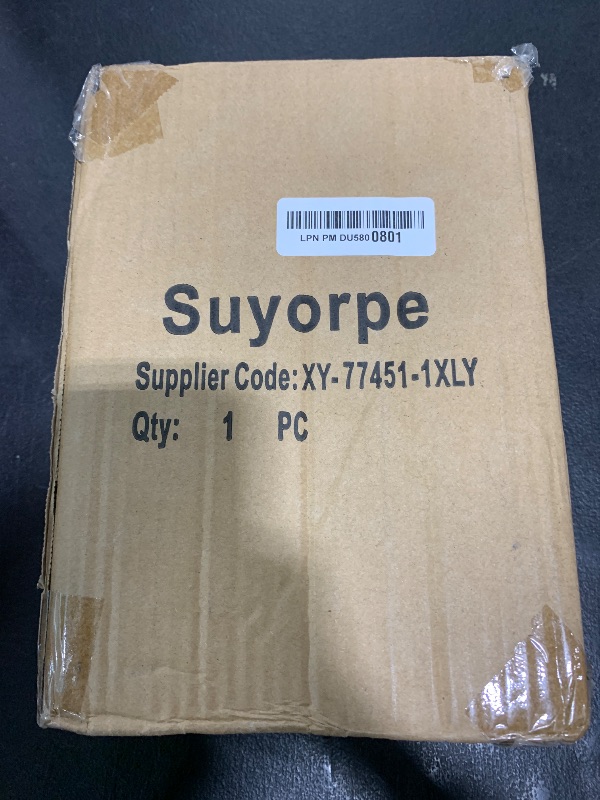 LPN PM DU580 0801
Suyorpe
Supplier Code: XY-77451-1XLY
Qty: 1 PC